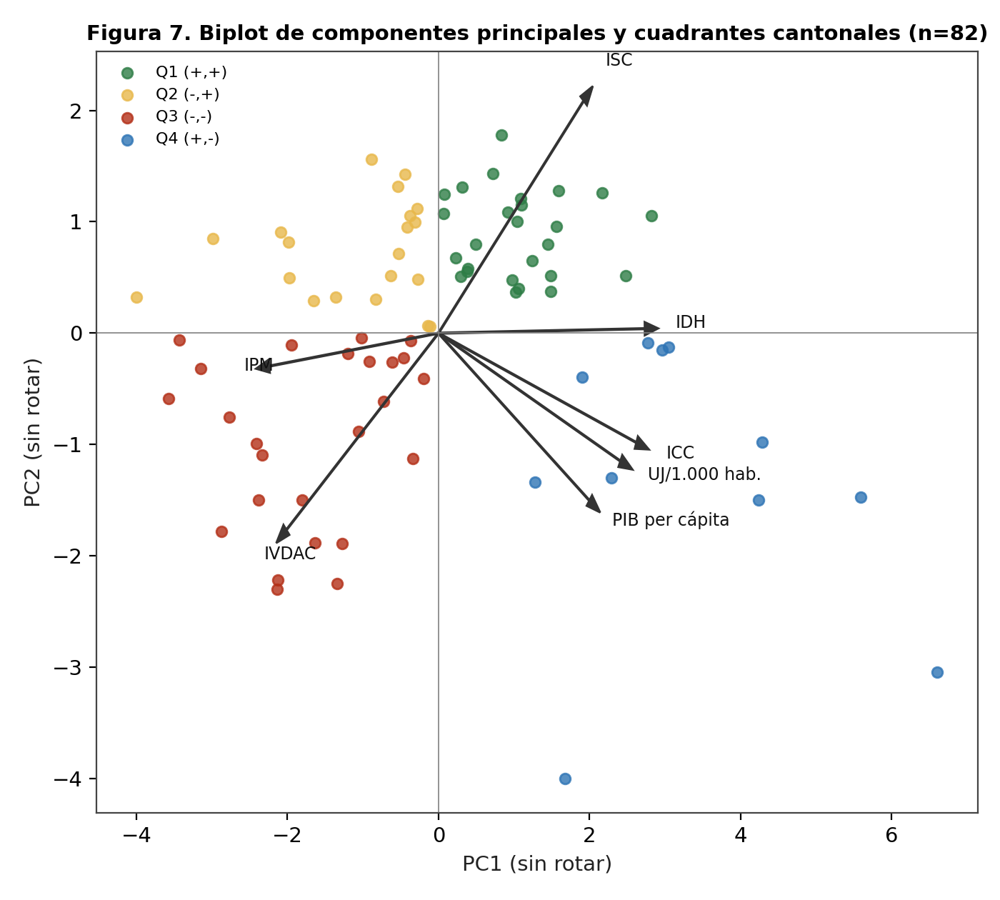 Figura 7. Biplot de componentes principales y cuadrantes cantonales (n=82)
Q1 (+,+)
Q2 (-,+)
Q3 (-,-)
Q4 (+,-)
ISC
IDH
IPM
ICC
UJ/1.000 hab.
PIB per cápita
IVDAC
2
1
0
−1
−2
−3
−4
PC2 (sin rotar)
−4
−2
0
2
4
6
PC1 (sin rotar)